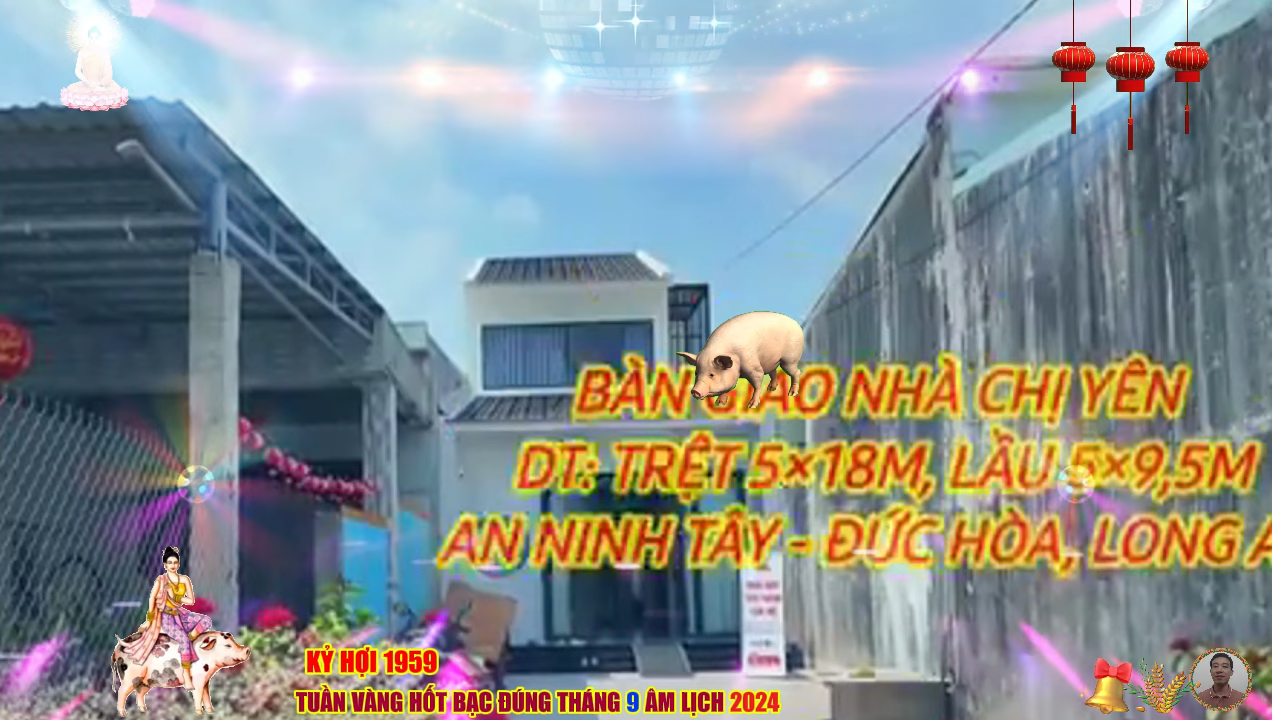 BÀN GIAO NHÀ CHỊ YÊN
DT: TRỆT 5×18M, LẦU 5×9,5M
AN NINH TÂY - ĐỨC HÒA, LONG A
KỶ HỢI 1959
TUẦN VÀNG HỐT BẠC ĐÚNG THÁNG 9 ÂM LỊCH 2024